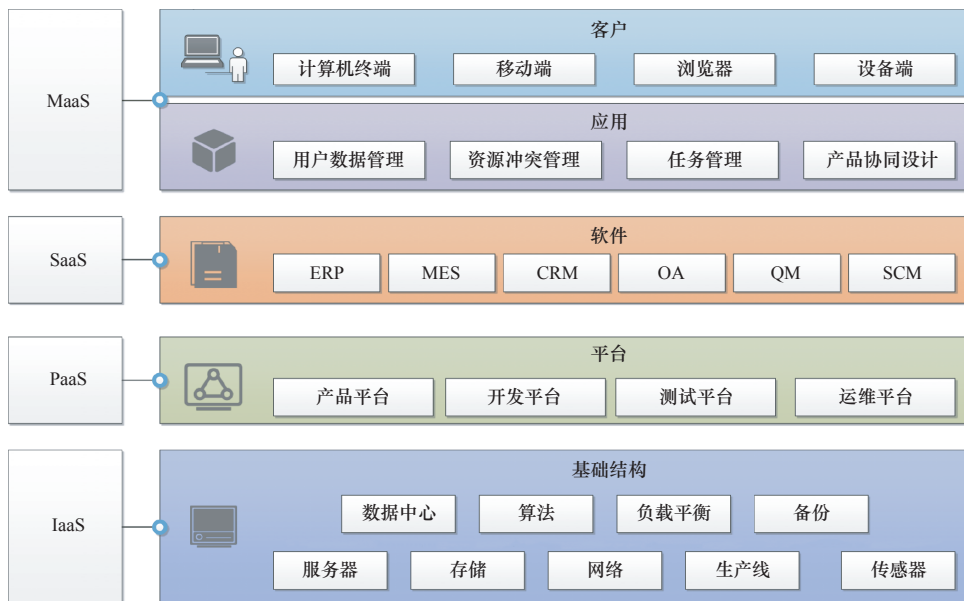 MaaS
客户
计算机终端 移动端 浏览器 设备端
应用
用户数据管理 资源冲突管理 任务管理 产品协同设计
SaaS
软件
ERP MES CRM OA QM SCM
PaaS
平台
产品平台 开发平台 测试平台 运维平台
IaaS
基础结构
数据中心 算法 负载平衡 备份
服务器 存储 网络 生产线 传感器